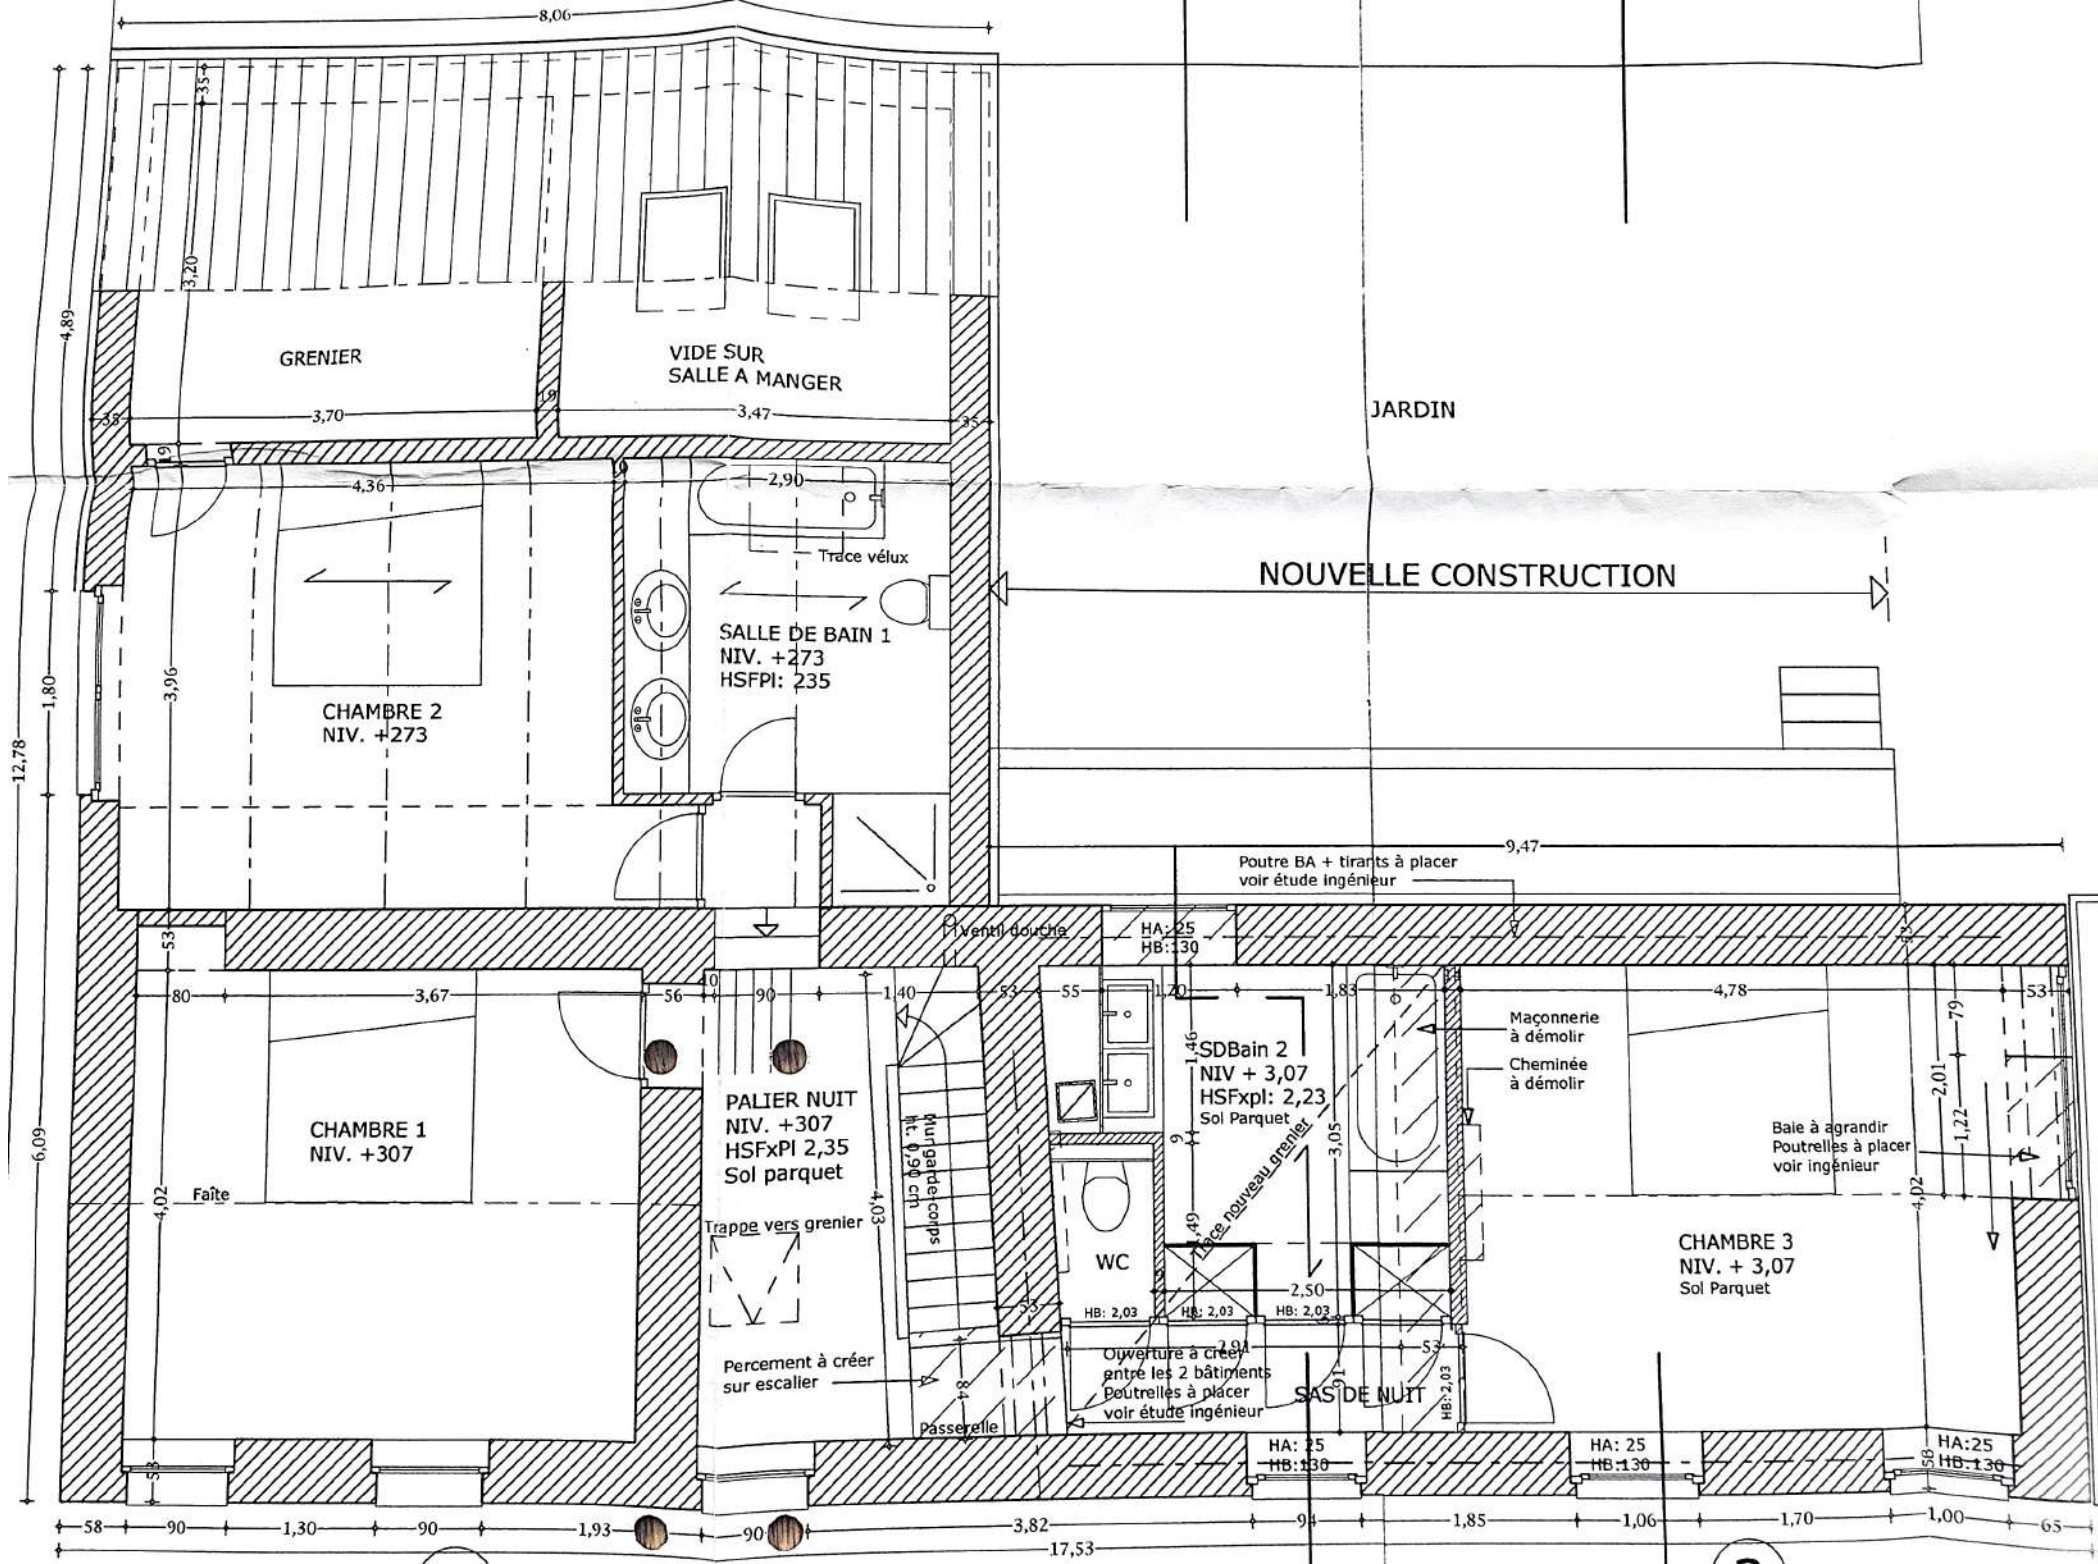 8,06
35
3,20
4,89
GRENIER
VIDE SUR
SALLE A MANGER
35
3,70
19
3,47
35
JARDIN
19
4,36
10
2,90
Trace vélux
NOUVELLE CONSTRUCTION
SALLE DE BAIN 1
NIV. +273
HSFPl: 235
1,80
3,96
CHAMBRE 2
NIV. +273
12,78
9,47
Poutre BA + tirants à placer
voir étude ingénieur
53
Ventil douche
HA: 25
HB:130
53
80
3,67
56
10
90
1,40
53
55
1,70
1,83
4,78
53
79
Maçonnerie
à démolir
1,46
SDBain 2
NIV + 3,07
HSFxpl: 2,23
Sol Parquet
Cheminée
à démolir
2,01
PALIER NUIT
NIV. +307
HSFxPl 2,35
Sol parquet
Mur garde-corps
ht. 0,90 cm
CHAMBRE 1
NIV. +307
9
3,05
1,22
Baie à agrandir
Poutrelles à placer
voir ingénieur
6,09
Trace nouveau grenier
4,02
Faîte
4,03
4,02
Trappe vers grenier
1,49
WC
CHAMBRE 3
NIV. + 3,07
Sol Parquet
2,50
53
HB: 2,03
HB: 2,03
HB: 2,03
2,91
53
Percement à créer
sur escalier
84
Ouverture à créer
entre les 2 bâtiments
Poutrelles à placer
voir étude ingénieur
91
SAS DE NUIT
HB: 2,03
Passerelle
HA: 25
HB:130
HA: 25
HB:130
HA:25
HB:130
53
58
58
90
1,30
90
1,93
90
3,82
91
1,85
1,06
1,70
1,00
65
17,53